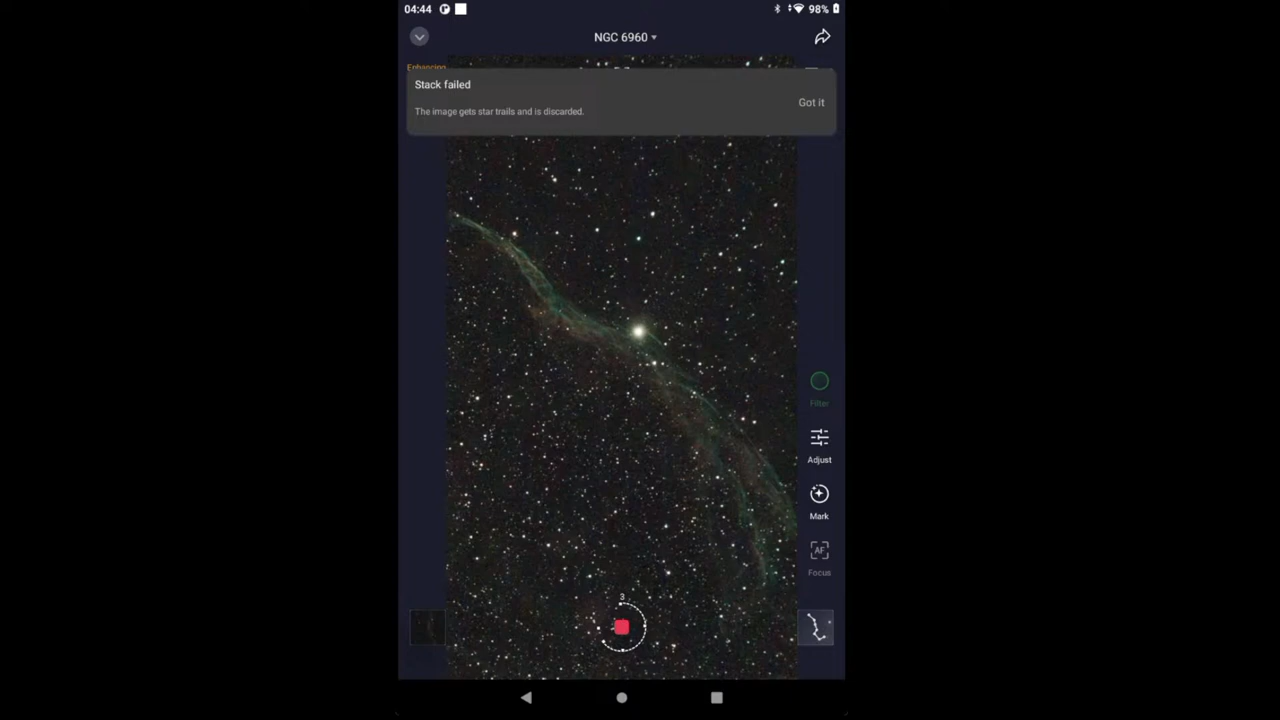 04:44
98%
NGC 6960
Enhancing
Stack failed
The image gets star trails and is discarded.
Got it
Filter
Adjust
Mark
AF
Focus
3